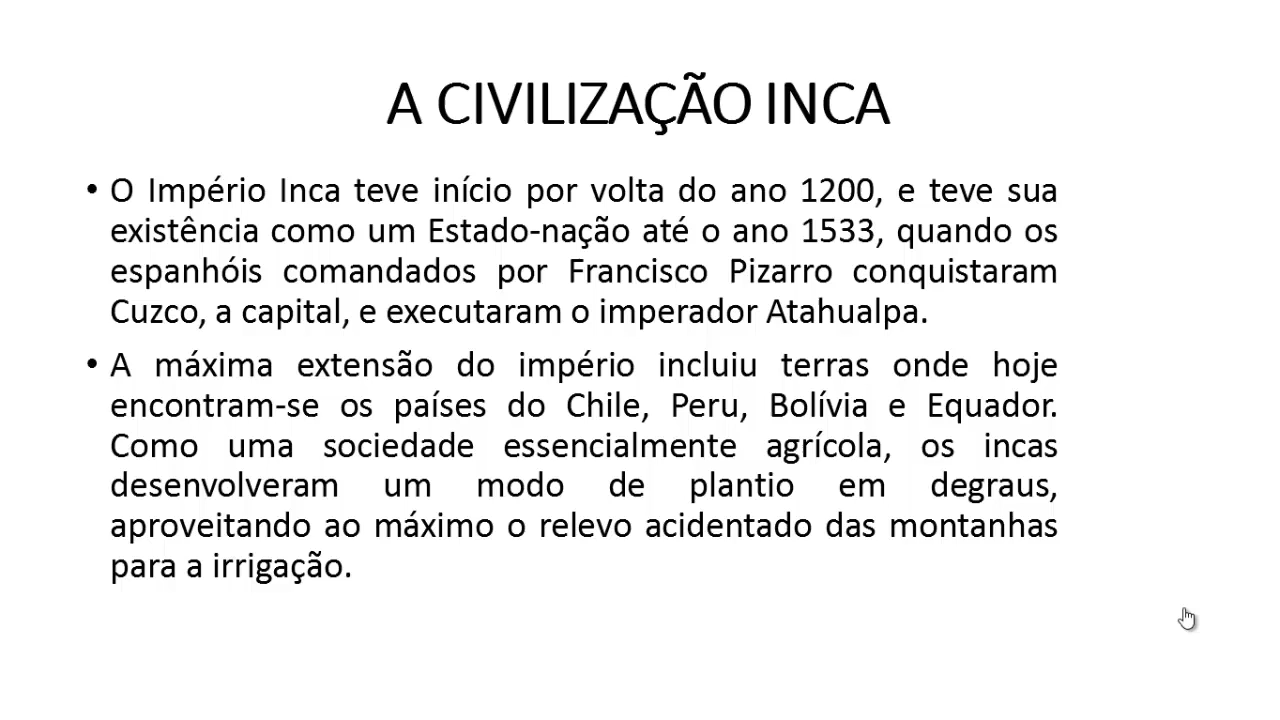 A CIVILIZAÇÃO INCA
• O Império Inca teve início por volta do ano 1200, e teve sua
existência como um Estado-nação até o ano 1533, quando os
espanhóis comandados por Francisco Pizarro conquistaram
Cuzco, a capital, e executaram o imperador Atahualpa.
• A máxima extensão do império incluiu terras onde hoje
encontram-se os países do Chile, Peru, Bolívia e Equador.
Como uma sociedade essencialmente agrícola, os incas
desenvolveram um modo de plantio em degraus,
aproveitando ao máximo o relevo acidentado das montanhas
para a irrigação.